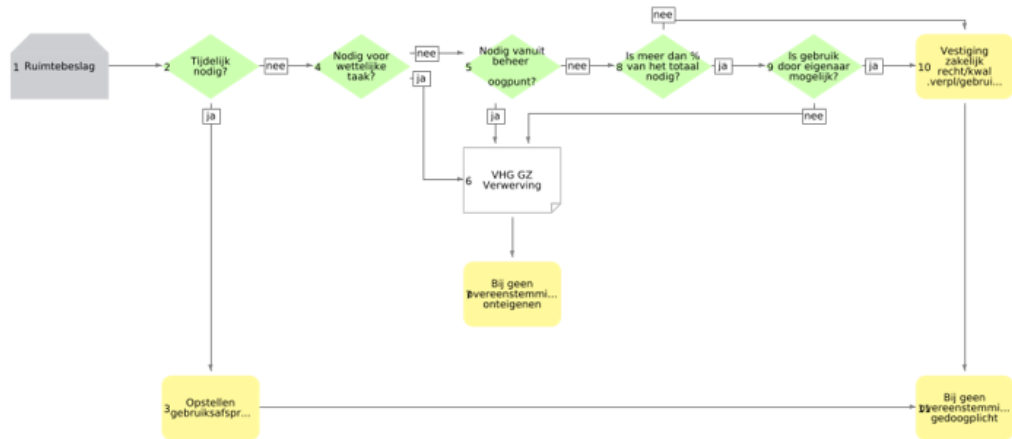 1 Ruimtebeslag
2 Tijdelijk
nodig?
nee
ja
4 Nodig voor
wettelijke
taak?
nee
ja
5 Nodig vanuit
beheer
oogpunt?
nee
ja
8 Is meer dan %
van het totaal
nodig?
nee
ja
9 Is gebruik
door eigenaar
mogelijk?
ja
nee
10 Vestiging
zakelijk
recht/kwal
.verpl/gebrui...
6 VHG GZ
Verwerving
Bij geen
overeenstemmi...
onteigenen
3 Opstellen
gebruiksafspr...
11 Bij geen
overeenstemmi...
gedoogplicht